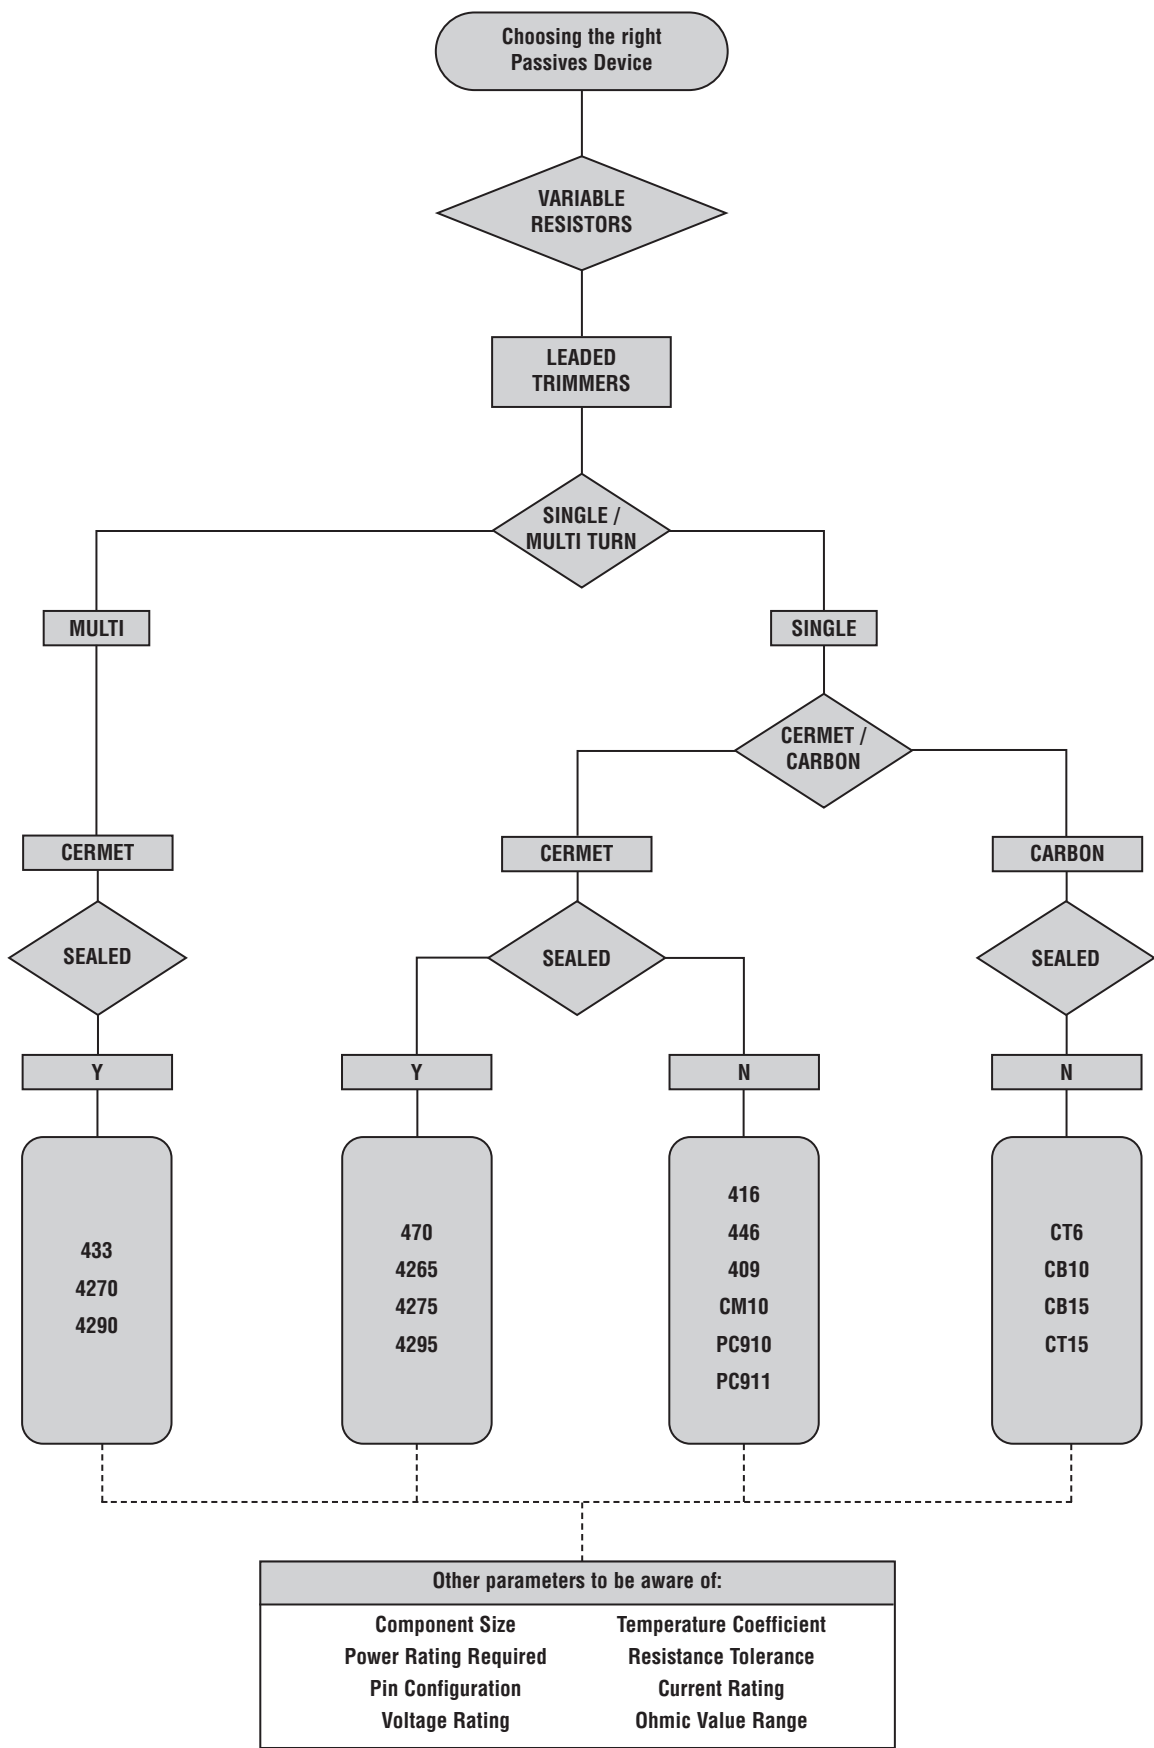 Choosing the right
Passives Device
VARIABLE
RESISTORS
LEADED
TRIMMERS
SINGLE /
MULTI TURN
MULTI
SINGLE
CERMET /
CARBON
CERMET
CERMET
CARBON
SEALED
SEALED
SEALED
Y
Y
N
N
433
4270
4290
470
4265
4275
4295
416
446
409
CM10
PC910
PC911
CT6
CB10
CB15
CT15
Other parameters to be aware of:
Component Size
Power Rating Required
Pin Configuration
Voltage Rating
Temperature Coefficient
Resistance Tolerance
Current Rating
Ohmic Value Range